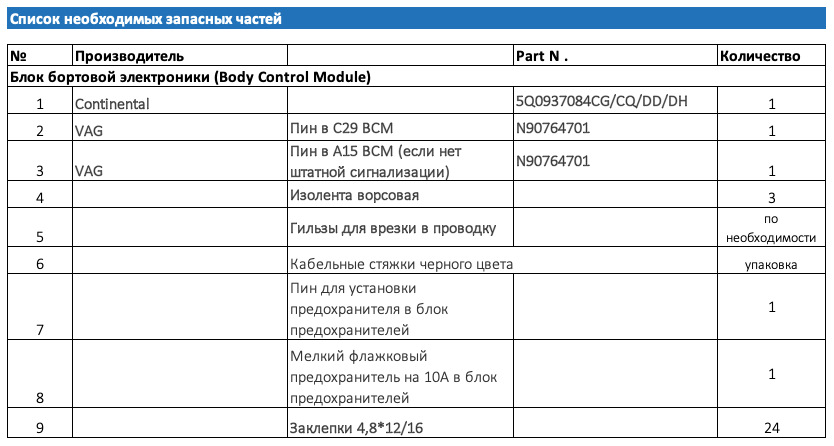 Список необходимых запасных частей
№ Производитель Part N . Количество
Блок бортовой электроники (Body Control Module)
1 Continental 5Q0937084CG/CQ/DD/DH 1
2 VAG Пин в C29 BCM N90764701 1
3 VAG Пин в A15 BCM (если нет
штатной сигнализации) N90764701 1
4 Изолента ворсовая 3
5 Гильзы для врезки в проводку по
необходимости
6 Кабельные стяжки черного цвета упаковка
7 Пин для установки
предохранителя в блок
предохранителей 1
8 Мелкий флажковый
предохранитель на 10А в блок
предохранителей 1
9 Заклепки 4,8*12/16 24